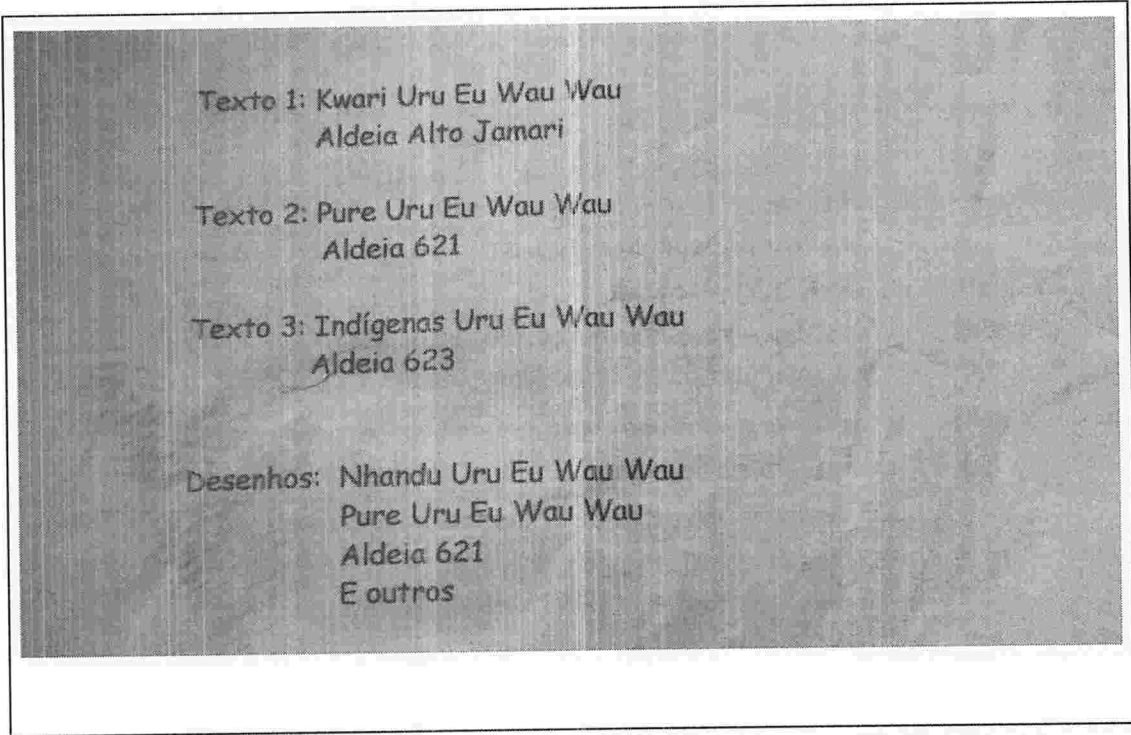 Texto 1: Kwari Uru Eu Wau Wau
Aldeia Alto Jamari
Texto 2: Pure Uru Eu Wau Wau
Aldeia 621
Texto 3: Indígenas Uru Eu Wau Wau
Aldeia 623
Desenhos: Nhandu Uru Eu Wau Wau
Pure Uru Eu Wau Wau
Aldeia 621
E outros